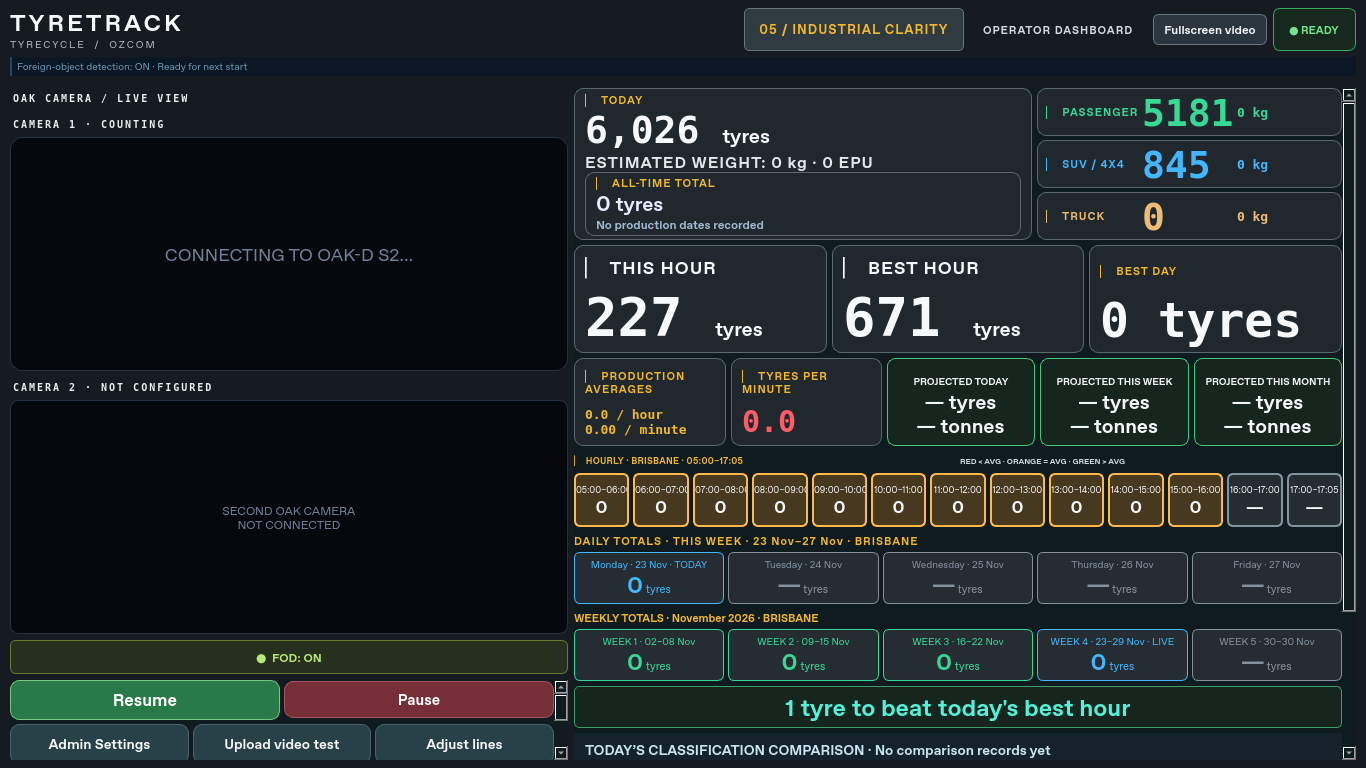 TYRETRACK
TYRECYCLE / OZCOM
05 / INDUSTRIAL CLARITY
OPERATOR DASHBOARD
Fullscreen video
● READY
Foreign-object detection: ON · Ready for next start
OAK CAMERA / LIVE VIEW
CAMERA 1 · COUNTING
CONNECTING TO OAK-D S2...
CAMERA 2 · NOT CONFIGURED
SECOND OAK CAMERA
NOT CONNECTED
● FOD: ON
Resume
Pause
Admin Settings
Upload video test
Adjust lines
TODAY
6,026 tyres
ESTIMATED WEIGHT: 0 kg · 0 EPU
ALL-TIME TOTAL
0 tyres
No production dates recorded
PASSENGER 5181 0 kg
SUV / 4X4 845 0 kg
TRUCK 0 0 kg
THIS HOUR
227 tyres
BEST HOUR
671 tyres
BEST DAY
0 tyres
PRODUCTION
AVERAGES
0.0 / hour
0.00 / minute
TYRES PER
MINUTE
0.0
PROJECTED TODAY
— tyres
— tonnes
PROJECTED THIS WEEK
— tyres
— tonnes
PROJECTED THIS MONTH
— tyres
— tonnes
HOURLY · BRISBANE · 05:00–17:05
RED < AVG · ORANGE = AVG · GREEN > AVG
05:00–06:00
0
06:00–07:00
0
07:00–08:00
0
08:00–09:00
0
09:00–10:00
0
10:00–11:00
0
11:00–12:00
0
12:00–13:00
0
13:00–14:00
0
14:00–15:00
0
15:00–16:00
0
16:00–17:00
—
17:00–17:05
—
DAILY TOTALS · THIS WEEK · 23 Nov–27 Nov · BRISBANE
Monday · 23 Nov · TODAY
0 tyres
Tuesday · 24 Nov
— tyres
Wednesday · 25 Nov
— tyres
Thursday · 26 Nov
— tyres
Friday · 27 Nov
— tyres
WEEKLY TOTALS · November 2026 · BRISBANE
WEEK 1 · 02–08 Nov
0 tyres
WEEK 2 · 09–15 Nov
0 tyres
WEEK 3 · 16–22 Nov
0 tyres
WEEK 4 · 23–29 Nov · LIVE
0 tyres
WEEK 5 · 30–30 Nov
— tyres
1 tyre to beat today's best hour
TODAY'S CLASSIFICATION COMPARISON · No comparison records yet